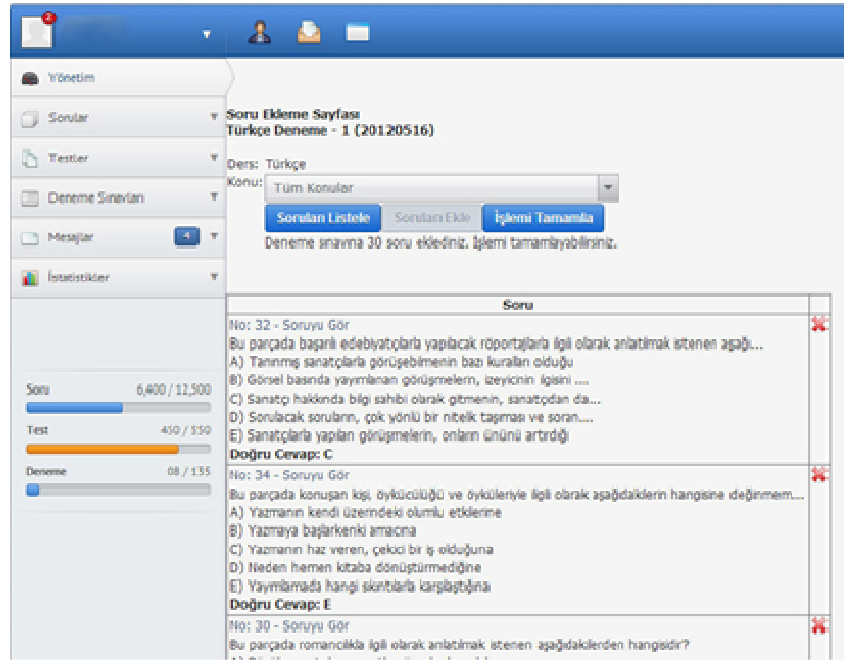 2
Yönetim
Sorular
Testler
Deneme Sınavları
Mesajlar
4
İstatistikler
Soru 6,400 / 12,500
Test 450 / 550
Deneme 08 / 135
Soru Ekleme Sayfası
Türkçe Deneme - 1 (20120516)
Ders: Türkçe
Konu: Tüm Konular
Soruları Listele Soruları Ekle İşlemi Tamamla
Deneme sınavına 30 soru eklediniz. İşlemi tamamlayabilirsiniz.
Soru
No: 32 - Soruyu Gör
Bu parçada başarılı edebiyatçılarla yapılacak röportajlarla ilgili olarak anlatılmak istenen aşağı...
A) Tanınmış sanatçılarla görüşebilmenin bazı kuralları olduğu
B) Görsel basında yayımlanan görüşmelerin, izleyicinin ilgisini ....
C) Sanatçı hakkında bilgi sahibi olarak gitmenin, sanatçıdan da...
D) Sorulacak soruların, çok yönlü bir nitelik taşıması ve soran....
E) Sanatçılarla yapılan görüşmelerin, onların ününü artırdığı
Doğru Cevap: C
No: 34 - Soruyu Gör
Bu parçada konuşan kişi, öykücülüğü ve öyküleriyle ilgili olarak aşağıdakilerin hangisine değinmem...
A) Yazmanın kendi üzerindeki olumlu etkilerine
B) Yazmaya başlarkenki amacına
C) Yazmanın haz veren, çekici bir iş olduğuna
D) Neden hemen kitaba dönüştürmediğine
E) Yayımlamada hangi sıkıntılarla karşılaştığına
Doğru Cevap: E
No: 30 - Soruyu Gör
Bu parçada romancılıkla ilgili olarak anlatılmak istenen aşağıdakilerden hangisidir?